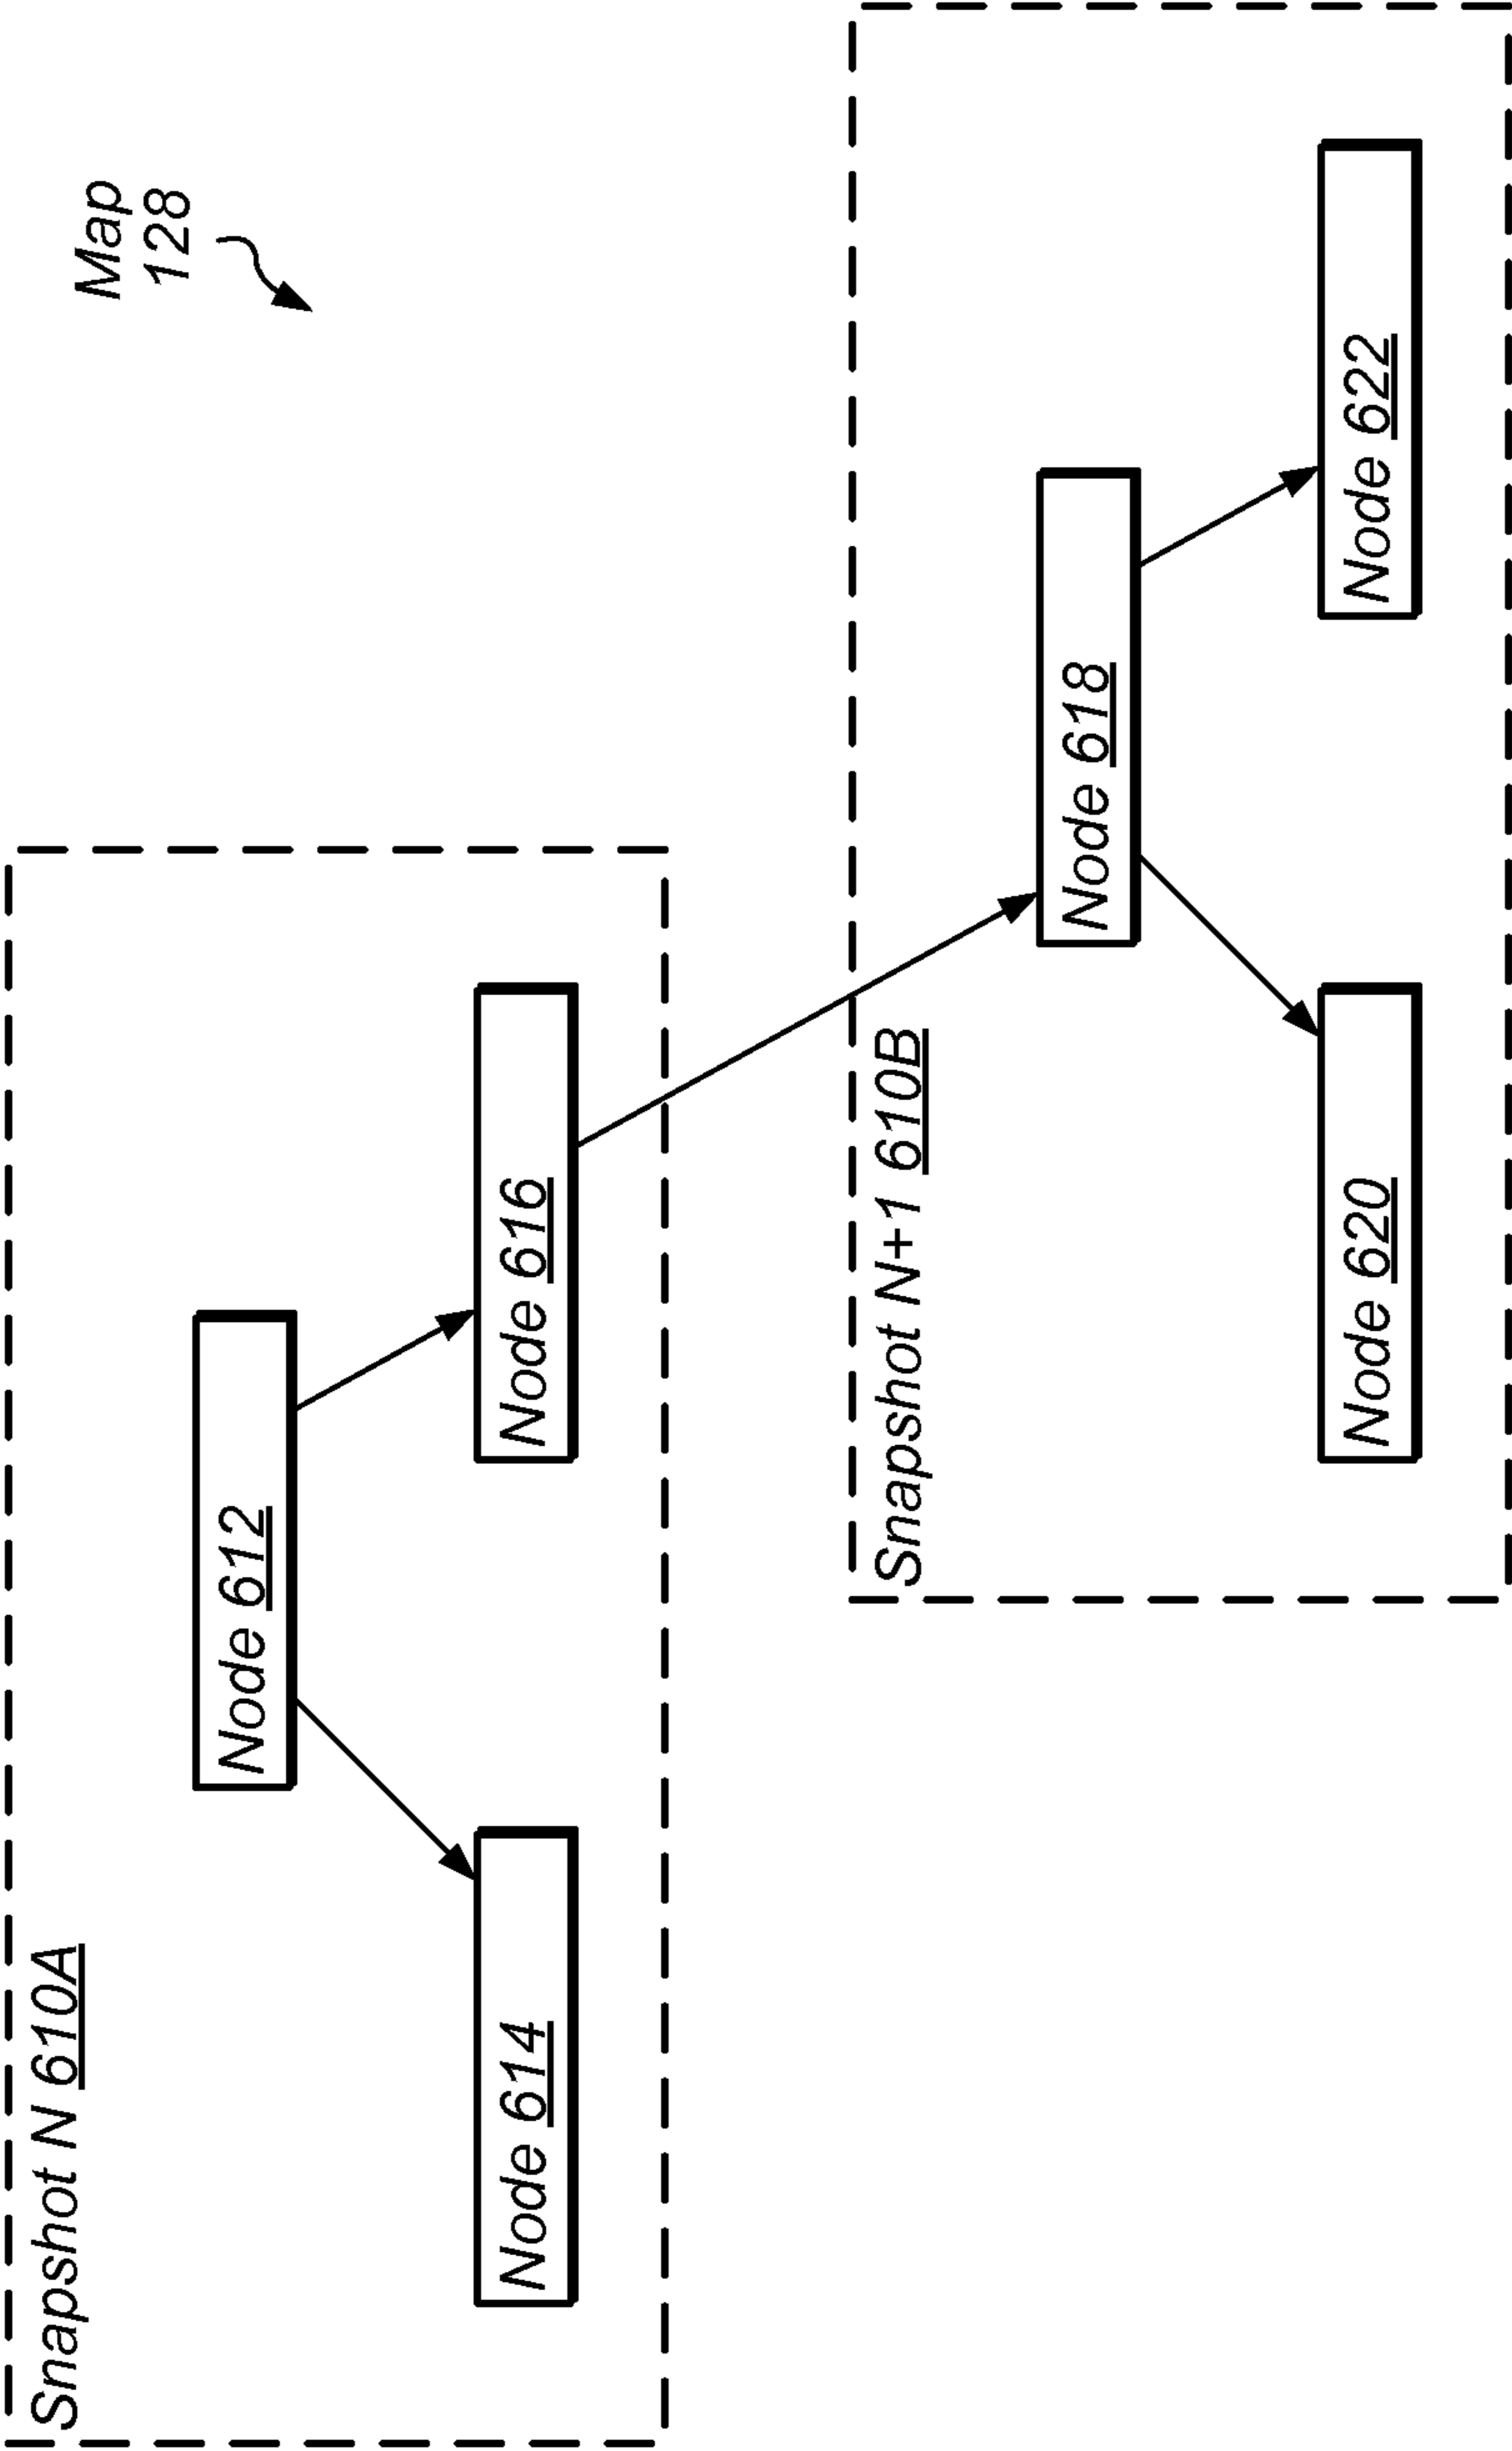 Map
128
Snapshot N 610A
Node 612
Node 614
Node 616
Snapshot N+1 610B
Node 618
Node 620
Node 622